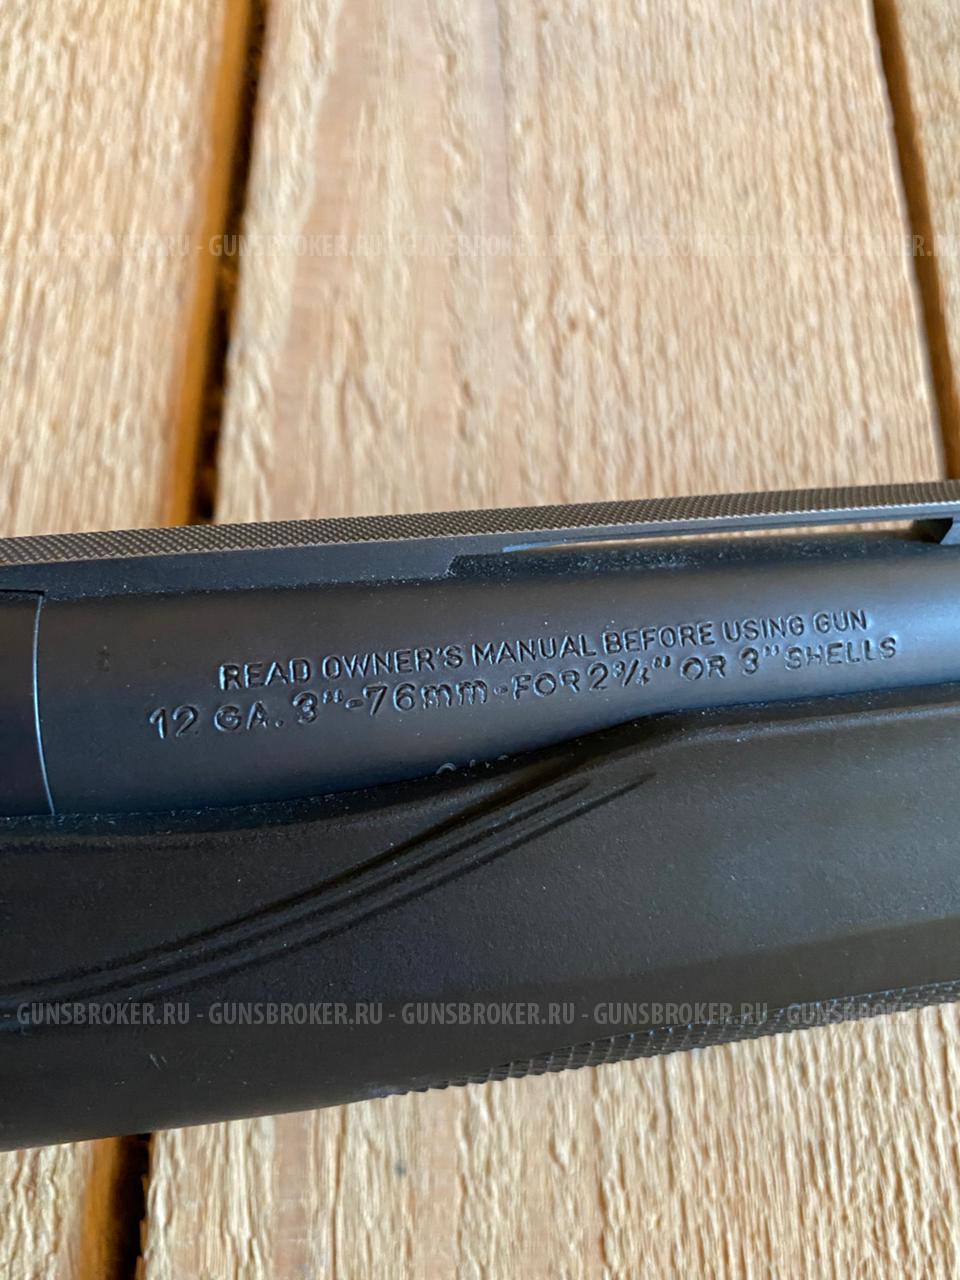 GUNSBROKER.RU - GUNSBROKER.RU - GUNSBROKER.RU - GUNSBROKER.RU - GUNSBROKER.RU
READ OWNER'S MANUAL BEFORE USING GUN
12 GA. 3"-76mm-FOR 2¾" OR 3" SHELLS
- GUNSBROKER.RU - GUNSBROKER.RU - GUNSBROKER.RU - GUNSBROKER.RU - GUNSBROKER.RU